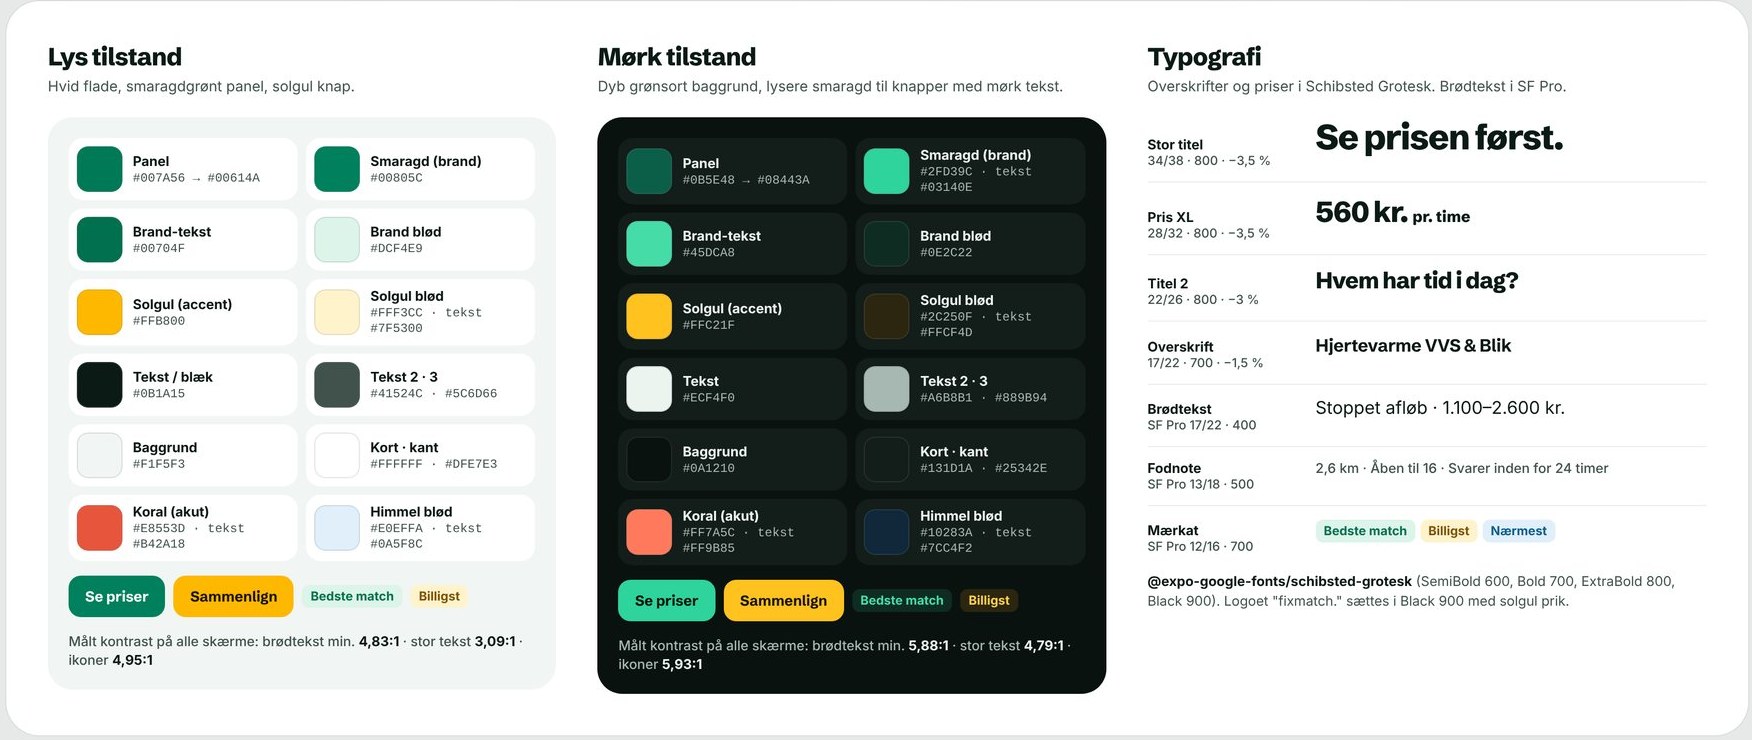 Lys tilstand
Hvid flade, smaragdgrønt panel, solgul knap.
Panel
#007A56 → #00614A
Smaragd (brand)
#00805C
Brand-tekst
#00704F
Brand blød
#DCF4E9
Solgul (accent)
#FFB800
Solgul blød
#FFF3CC · tekst
#7F5300
Tekst / blæk
#0B1A15
Tekst 2 · 3
#41524C · #5C6D66
Baggrund
#F1F5F3
Kort · kant
#FFFFFF · #DFE7E3
Koral (akut)
#E8553D · tekst
#B42A18
Himmel blød
#E0EFFA · tekst
#0A5F8C
Se priser
Sammenlign
Bedste match
Billigst
Målt kontrast på alle skærme: brødtekst min. 4,83:1 · stor tekst 3,09:1 ·
ikoner 4,95:1
Mørk tilstand
Dyb grønsort baggrund, lysere smaragd til knapper med mørk tekst.
Panel
#0B5E48 → #08443A
Smaragd (brand)
#2FD39C · tekst
#03140E
Brand-tekst
#45DCA8
Brand blød
#0E2C22
Solgul (accent)
#FFC21F
Solgul blød
#2C250F · tekst
#FFCF4D
Tekst
#ECF4F0
Tekst 2 · 3
#A6B8B1 · #889B94
Baggrund
#0A1210
Kort · kant
#131D1A · #25342E
Koral (akut)
#FF7A5C · tekst
#FF9B85
Himmel blød
#10283A · tekst
#7CC4F2
Se priser
Sammenlign
Bedste match
Billigst
Målt kontrast på alle skærme: brødtekst min. 5,88:1 · stor tekst 4,79:1 ·
ikoner 5,93:1
Typografi
Overskrifter og priser i Schibsted Grotesk. Brødtekst i SF Pro.
Stor titel
34/38 · 800 · −3,5 %
Se prisen først.
Pris XL
28/32 · 800 · −3,5 %
560 kr. pr. time
Titel 2
22/26 · 800 · −3 %
Hvem har tid i dag?
Overskrift
17/22 · 700 · −1,5 %
Hjertevarme VVS & Blik
Brødtekst
SF Pro 17/22 · 400
Stoppet afløb · 1.100–2.600 kr.
Fodnote
SF Pro 13/18 · 500
2,6 km · Åben til 16 · Svarer inden for 24 timer
Mærkat
SF Pro 12/16 · 700
Bedste match
Billigst
Nærmest
@expo-google-fonts/schibsted-grotesk (SemiBold 600, Bold 700, ExtraBold 800,
Black 900). Logoet "fixmatch." sættes i Black 900 med solgul prik.